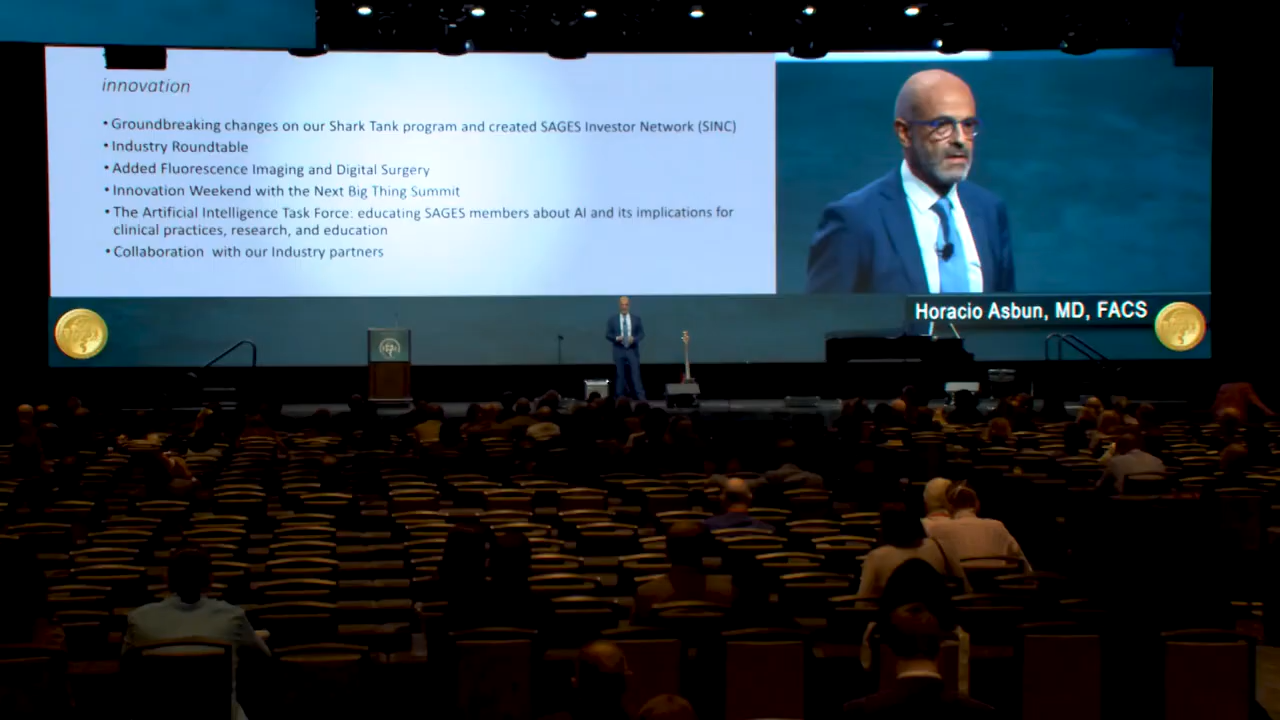 innovation
• Groundbreaking changes on our Shark Tank program and created SAGES Investor Network (SINC)
• Industry Roundtable
• Added Fluorescence Imaging and Digital Surgery
• Innovation Weekend with the Next Big Thing Summit
• The Artificial Intelligence Task Force: educating SAGES members about AI and its implications for
clinical practices, research, and education
• Collaboration with our Industry partners
Horacio Asbun, MD, FACS